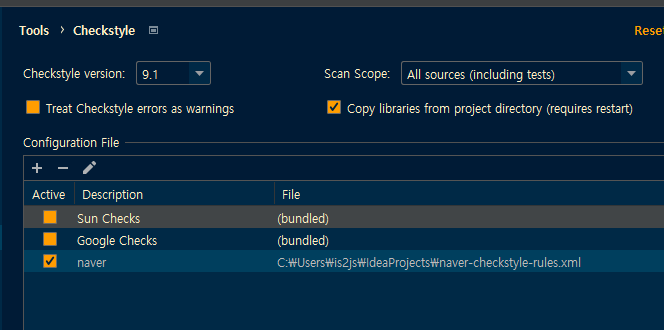 Tools › Checkstyle Reset
Checkstyle version: 9.1 Scan Scope: All sources (including tests)
Treat Checkstyle errors as warnings Copy libraries from project directory (requires restart)
Configuration File
Active Description File
Sun Checks (bundled)
Google Checks (bundled)
naver C:₩Users₩is2js₩IdeaProjects₩naver-checkstyle-rules.xml